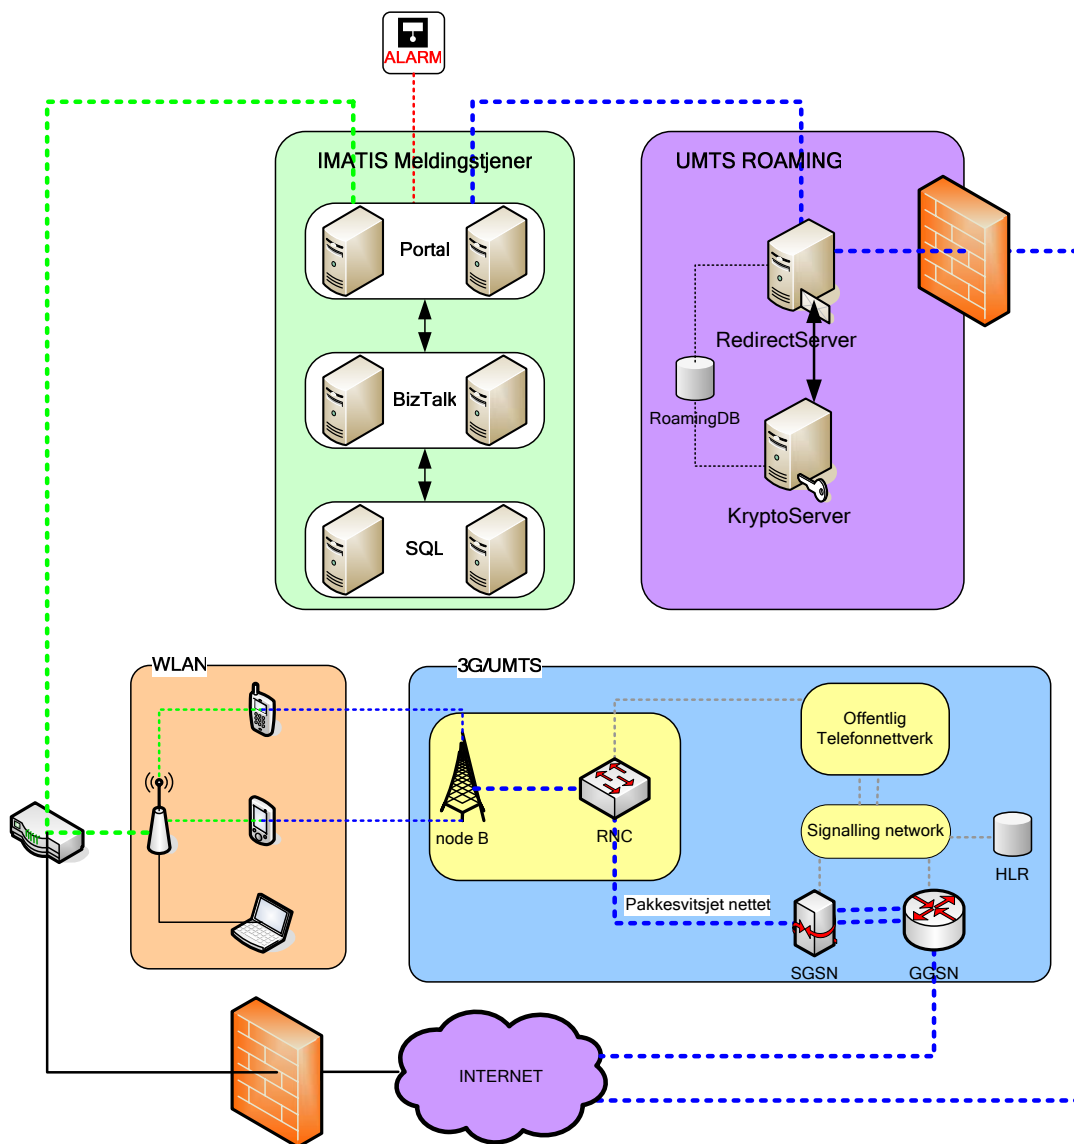 ALARM
IMATIS Meldingstjener
UMTS ROAMING
Portal
RedirectServer
BizTalk
RoamingDB
KryptoServer
SQL
WLAN
3G/UMTS
Offentlig
Telefonnettverk
node B
RNC
Signalling network
HLR
Pakkesvitsjet nettet
SGSN
GGSN
INTERNET